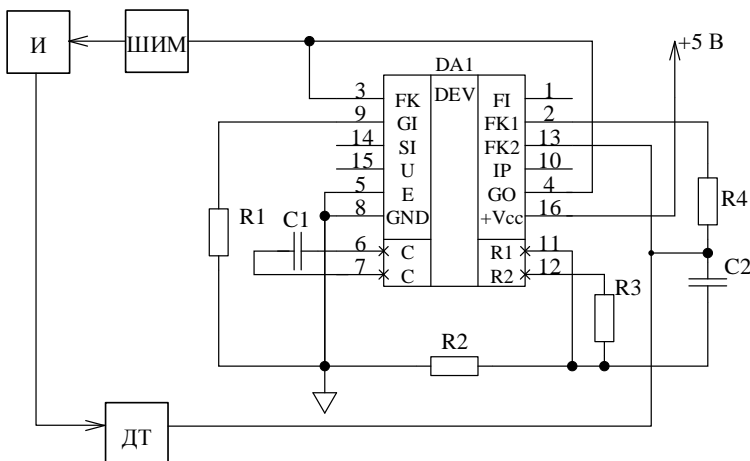 И
ШИМ
+5 В
DA1
3
FK
DEV
FI
1
9
GI
FK1
2
14
SI
FK2
13
15
U
IP
10
5
E
GO
4
8
GND
+Vcc
16
R1
C1
R4
6
C
R1
11
7
C
R2
12
R3
C2
R2
ДТ